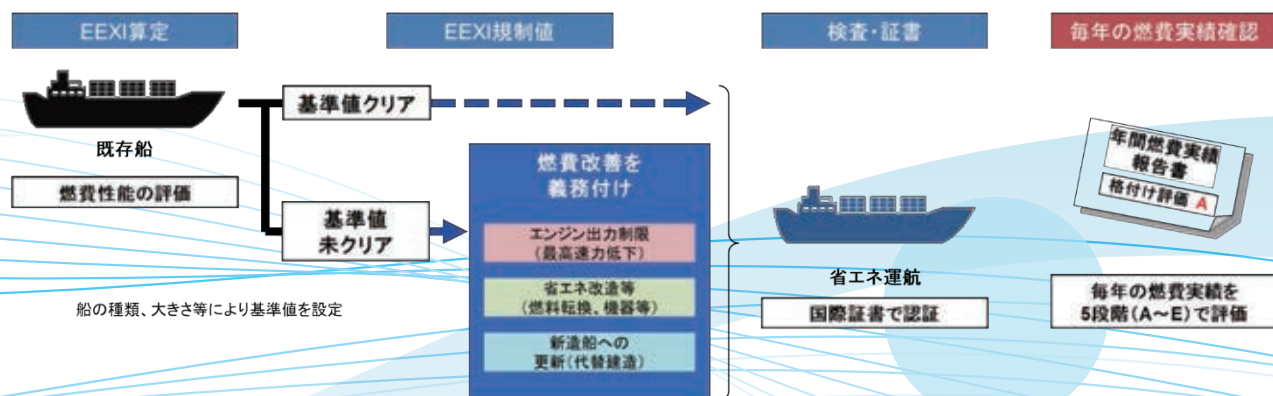 EEXI算定
EEXI規制値
検査・証書
毎年の燃費実績確認
既存船
燃費性能の評価
船の種類、大きさ等により基準値を設定
基準値クリア
基準値
未クリア
燃費改善を
義務付け
エンジン出力制限
(最高速力低下)
省エネ改造等
(燃料転換、機器等)
新造船への
更新(代替建造)
省エネ運航
国際証書で認証
年間燃費実績
報告書
格付け評価 A
毎年の燃費実績を
5段階(A~E)で評価